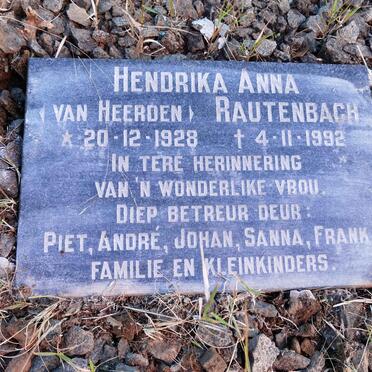 HENDRIKA ANNA
(VAN HEERDEN) RAUTENBACH
* 20-12-1928 † 4-11-1992
IN TERE HERINNERING
VAN 'N WONDERLIKE VROU.
DIEP BETREUR DEUR:
PIET, ANDRÉ, JOHAN, SANNA, FRANK
FAMILIE EN KLEINKINDERS.